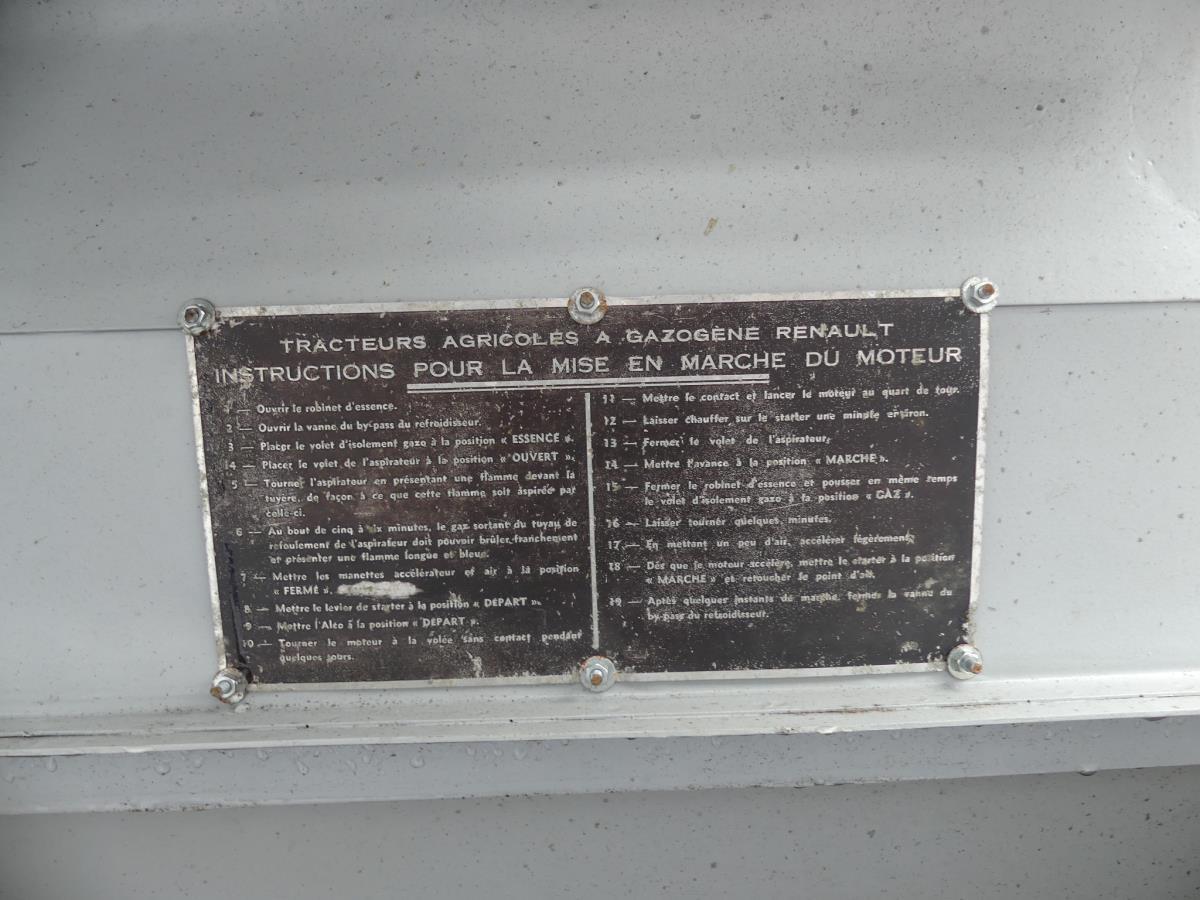 TRACTEURS AGRICOLES A GAZOGÈNE RENAULT
INSTRUCTIONS POUR LA MISE EN MARCHE DU MOTEUR
1 — Ouvrir le robinet d'essence.
2 — Ouvrir la vanne du by-pass du refroidisseur.
3 — Placer le volet d'isolement gazo à la position « ESSENCE ».
4 — Placer le volet de l'aspirateur à la position « OUVERT ».
5 — Tourner l'aspirateur en présentant une flamme devant la
tuyère, de façon à ce que cette flamme soit aspirée par
celle-ci.
6 — Au bout de cinq à six minutes, le gaz sortant du tuyau de
refoulement de l'aspirateur doit pouvoir brûler franchement
et présenter une flamme longue et bleue.
7 — Mettre les manettes accélérateur et air à la position
« FERMÉ ».
8 — Mettre le levier de starter à la position « DÉPART ».
9 — Mettre l'Alco à la position « DÉPART ».
10 — Tourner le moteur à la volée sans contact pendant
quelques tours.
11 — Mettre le contact et lancer le moteur au quart de tour.
12 — Laisser chauffer sur le starter une minute environ.
13 — Fermer le volet de l'aspirateur.
14 — Mettre l'avance à la position « MARCHE ».
15 — Fermer le robinet d'essence et pousser en même temps
le volet d'isolement gazo à la position « GAZ ».
16 — Laisser tourner quelques minutes.
17 — En mettant un peu d'air, accélérer légèrement.
18 — Dès que le moteur accélère, mettre le starter à la position
« MARCHE » et retoucher le point d'air.
19 — Après quelques instants de marche, fermer la vanne du
by-pass du refroidisseur.